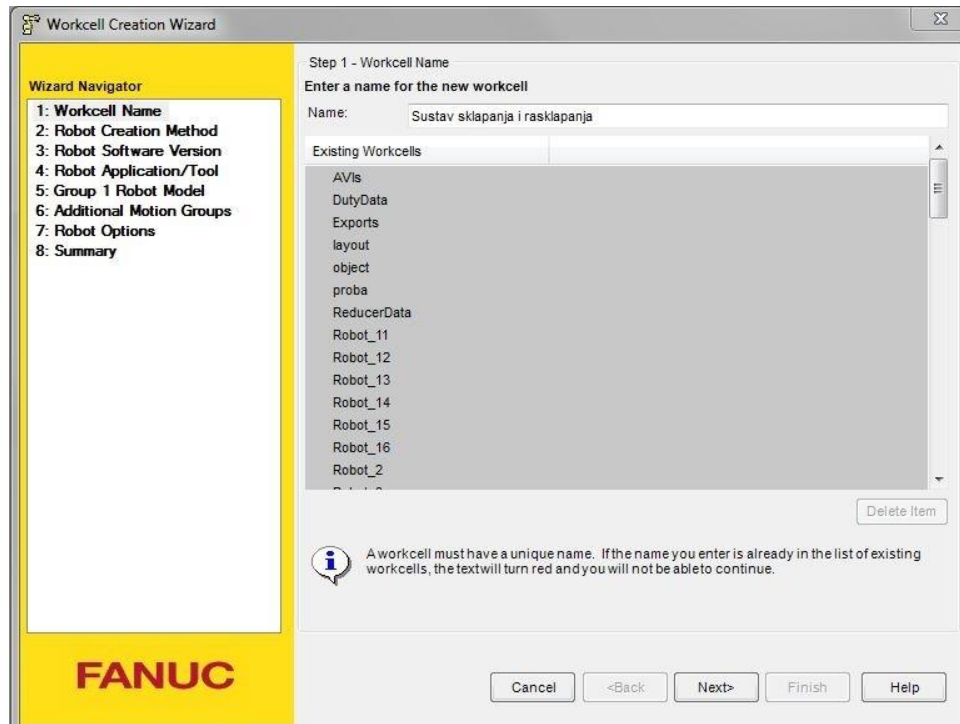 Workcell Creation Wizard
Wizard Navigator
1: Workcell Name
2: Robot Creation Method
3: Robot Software Version
4: Robot Application/Tool
5: Group 1 Robot Model
6: Additional Motion Groups
7: Robot Options
8: Summary
FANUC
Step 1 - Workcell Name
Enter a name for the new workcell
Name: Sustav sklapanja i rasklapanja
Existing Workcells
AVIs
DutyData
Exports
layout
object
proba
ReducerData
Robot_11
Robot_12
Robot_13
Robot_14
Robot_15
Robot_16
Robot_2
Delete Item
A workcell must have a unique name. If the name you enter is already in the list of existing
workcells, the text will turn red and you will not be able to continue.
Cancel <Back Next> Finish Help